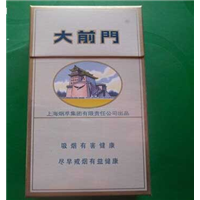 大前門
上海烟草集团有限责任公司出品
吸烟有害健康
尽早戒烟有益健康